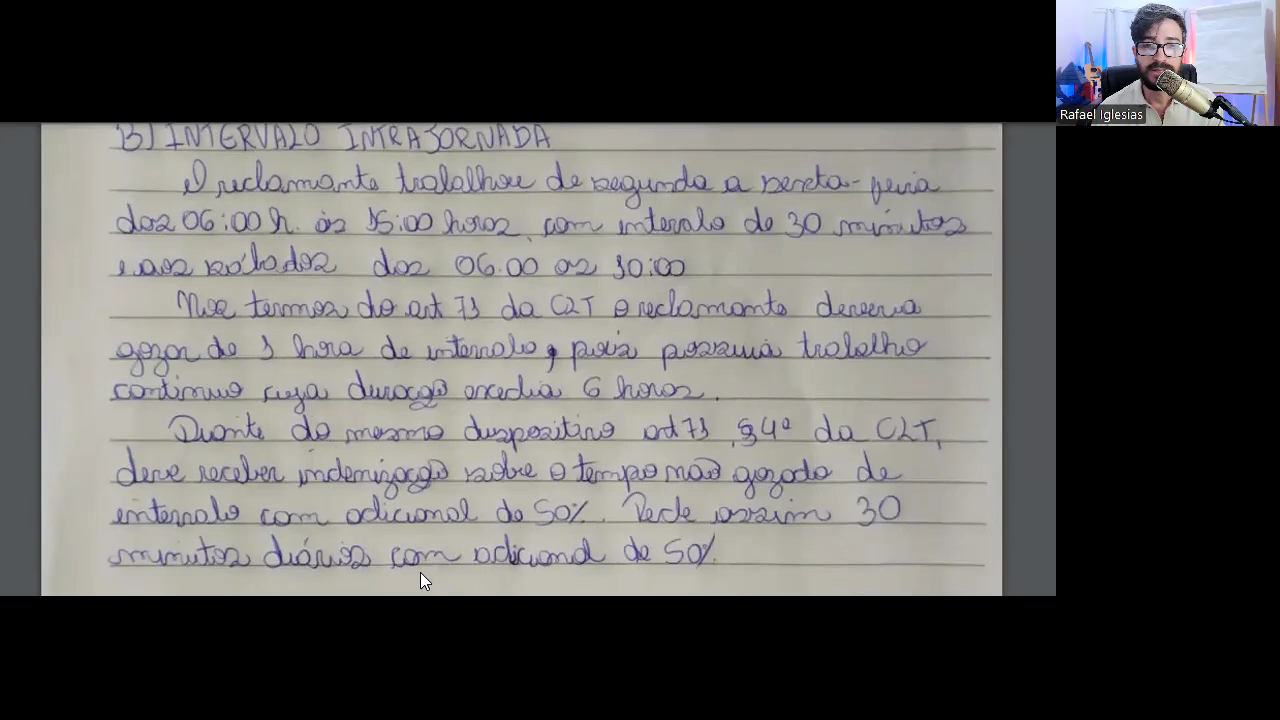 B) INTERVALO INTRAJORNADA
O reclamante trabalhou de segunda a sexta-feira
das 06:00 h. às 15:00 horas, com intervalo de 30 minutos
e aos sábados das 06.00 as 10:00
Nos termos do art 71 da CLT o reclamante deveria
gozar de 1 hora de intervalo, pois possuia trabalho
continuo cuja duração excedia 6 horas.
Diante do mesmo dispositivo art 71, §4º da CLT,
deve receber indenização sobre o tempo não gozado de
intervalo com adicional de 50%. Pede assim 30
minutos diários com adicional de 50%.
Rafael Iglesias